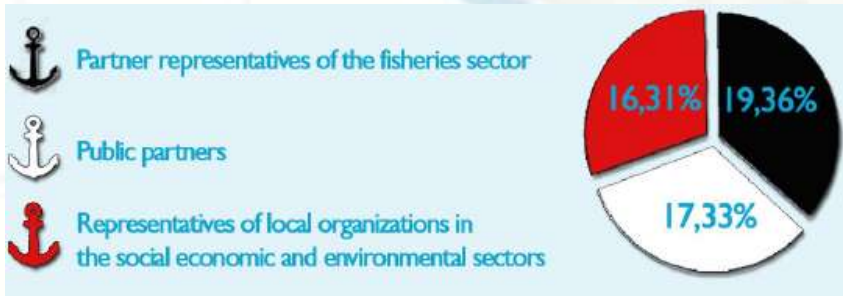 Partner representatives of the fisheries sector
Public partners
Representatives of local organizations in
the social economic and environmental sectors
16,31% 19,36%
17,33%